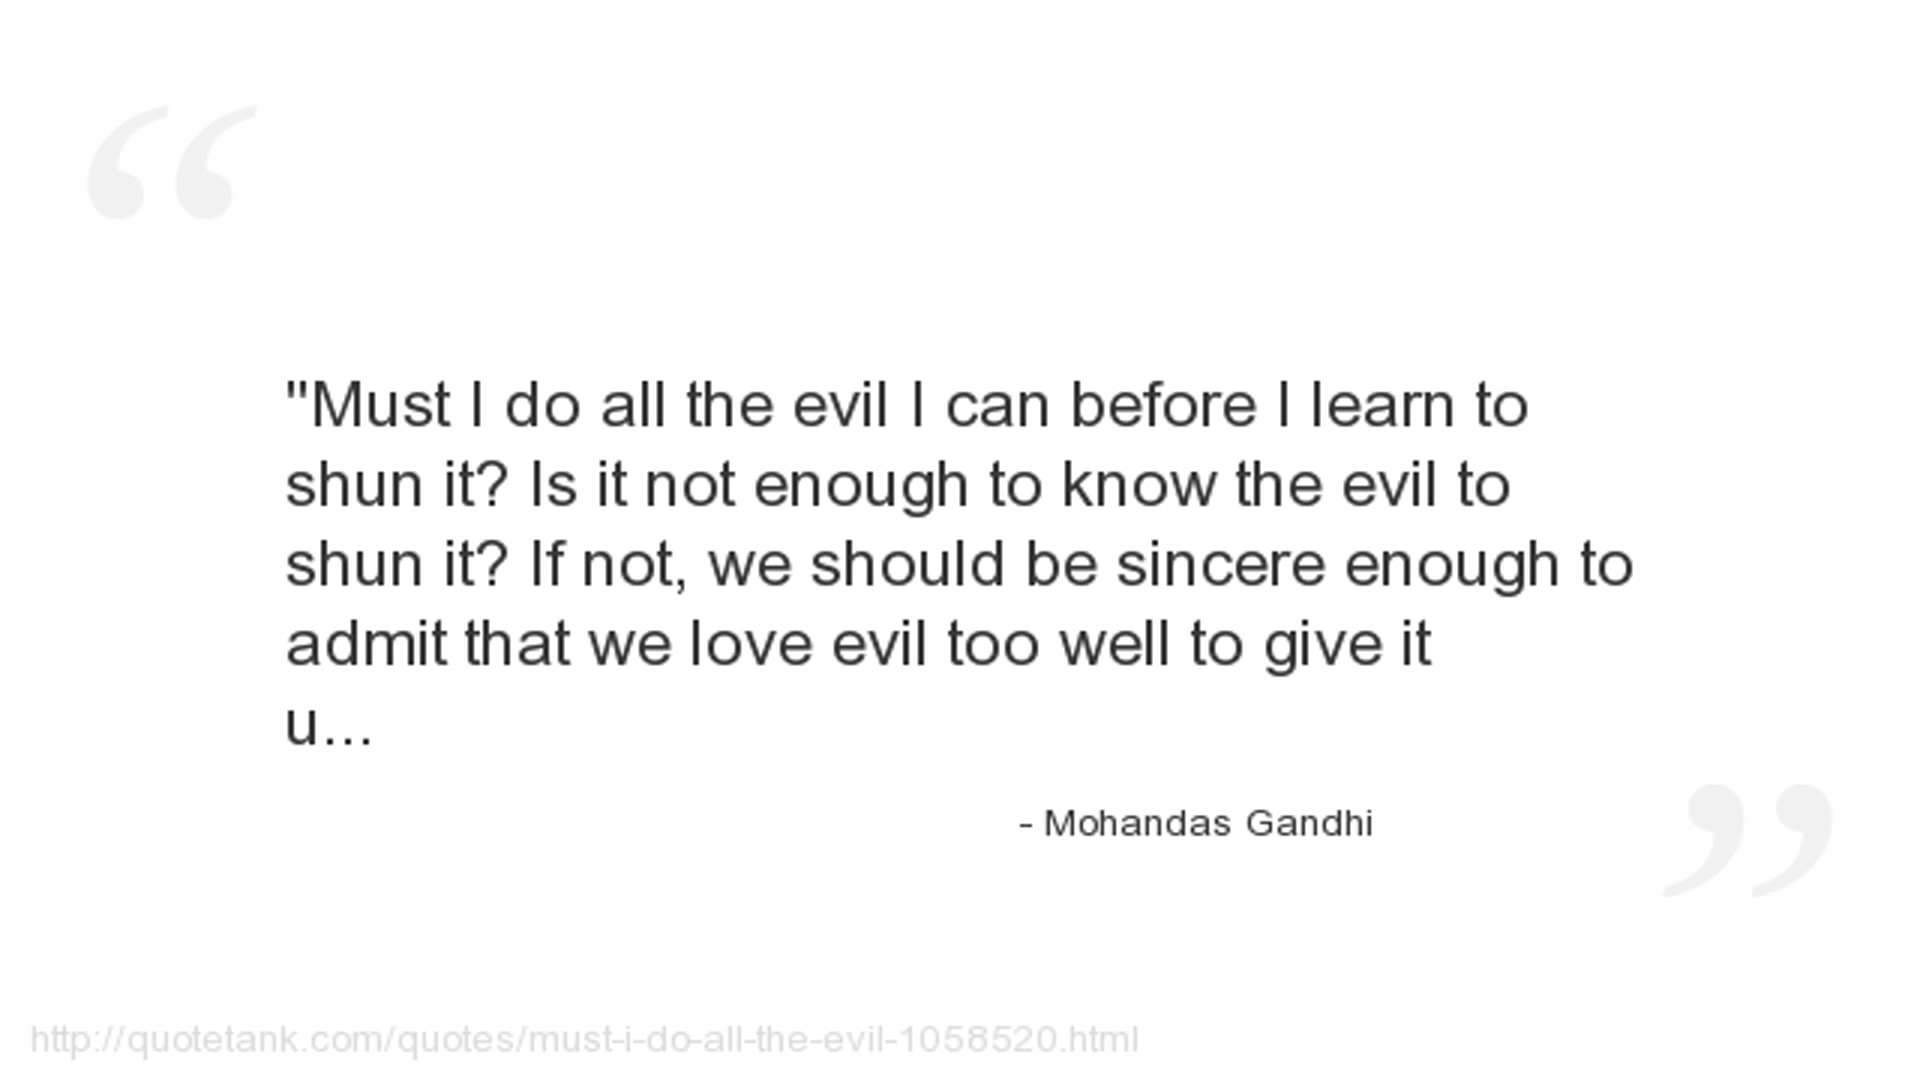 "Must I do all the evil I can before I learn to
shun it? Is it not enough to know the evil to
shun it? If not, we should be sincere enough to
admit that we love evil too well to give it
u...
- Mohandas Gandhi
http://quotetank.com/quotes/must-i-do-all-the-evil-1058520.html